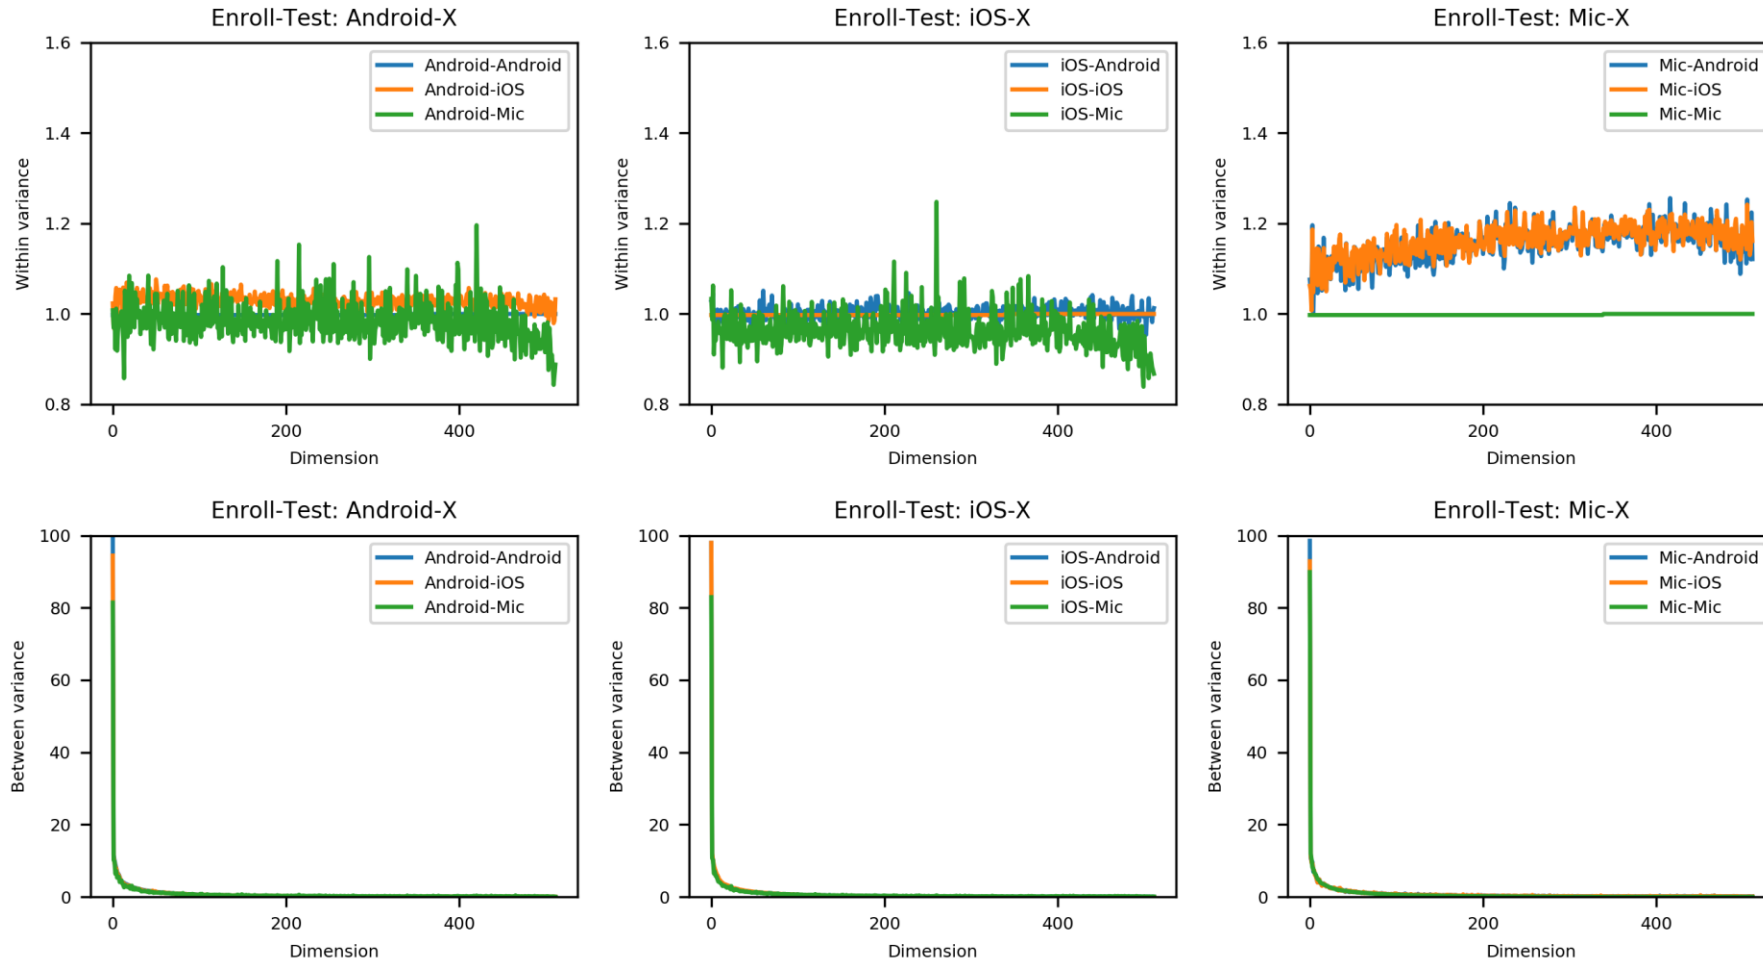 Enroll-Test: Android-X
Within variance
1.6
1.4
1.2
1.0
0.8
0
200
400
Dimension
Android-Android
Android-iOS
Android-Mic
Enroll-Test: iOS-X
Within variance
1.6
1.4
1.2
1.0
0.8
0
200
400
Dimension
iOS-Android
iOS-iOS
iOS-Mic
Enroll-Test: Mic-X
Within variance
1.6
1.4
1.2
1.0
0.8
0
200
400
Dimension
Mic-Android
Mic-iOS
Mic-Mic
Enroll-Test: Android-X
Between variance
100
80
60
40
20
0
0
200
400
Dimension
Android-Android
Android-iOS
Android-Mic
Enroll-Test: iOS-X
Between variance
100
80
60
40
20
0
0
200
400
Dimension
iOS-Android
iOS-iOS
iOS-Mic
Enroll-Test: Mic-X
Between variance
100
80
60
40
20
0
0
200
400
Dimension
Mic-Android
Mic-iOS
Mic-Mic